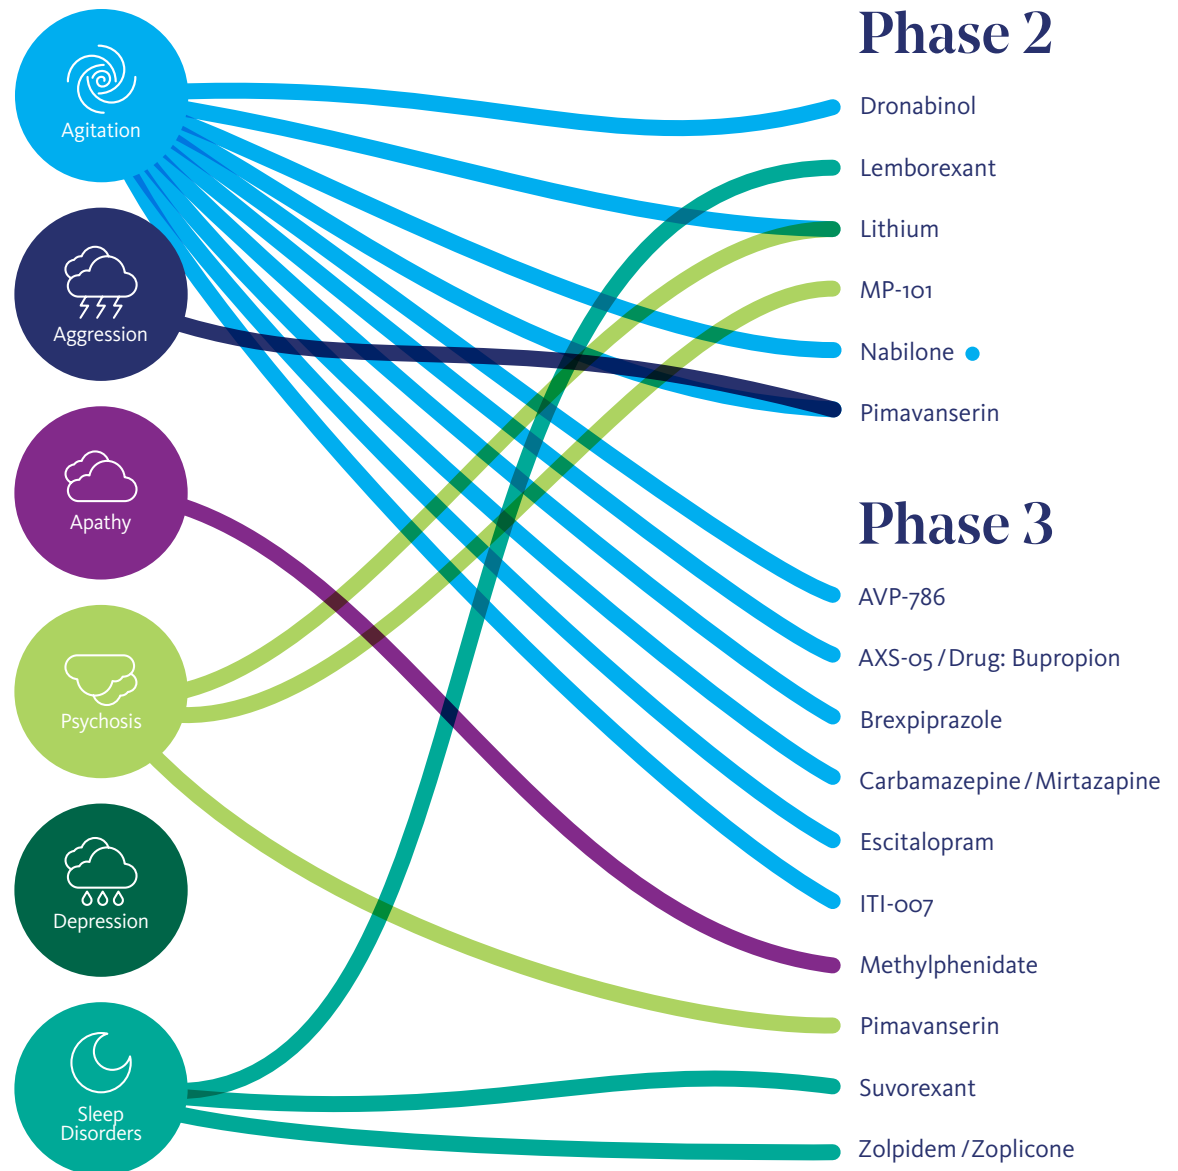 Agitation
Aggression
Apathy
Psychosis
Depression
Sleep
Disorders
Phase 2
Dronabinol
Lemborexant
Lithium
MP-101
Nabilone
Pimavanserin
Phase 3
AVP-786
AXS-05/Drug: Bupropion
Brexpiprazole
Carbamazepine/Mirtazapine
Escitalopram
ITI-007
Methylphenidate
Pimavanserin
Suvorexant
Zolpidem/Zoplicone